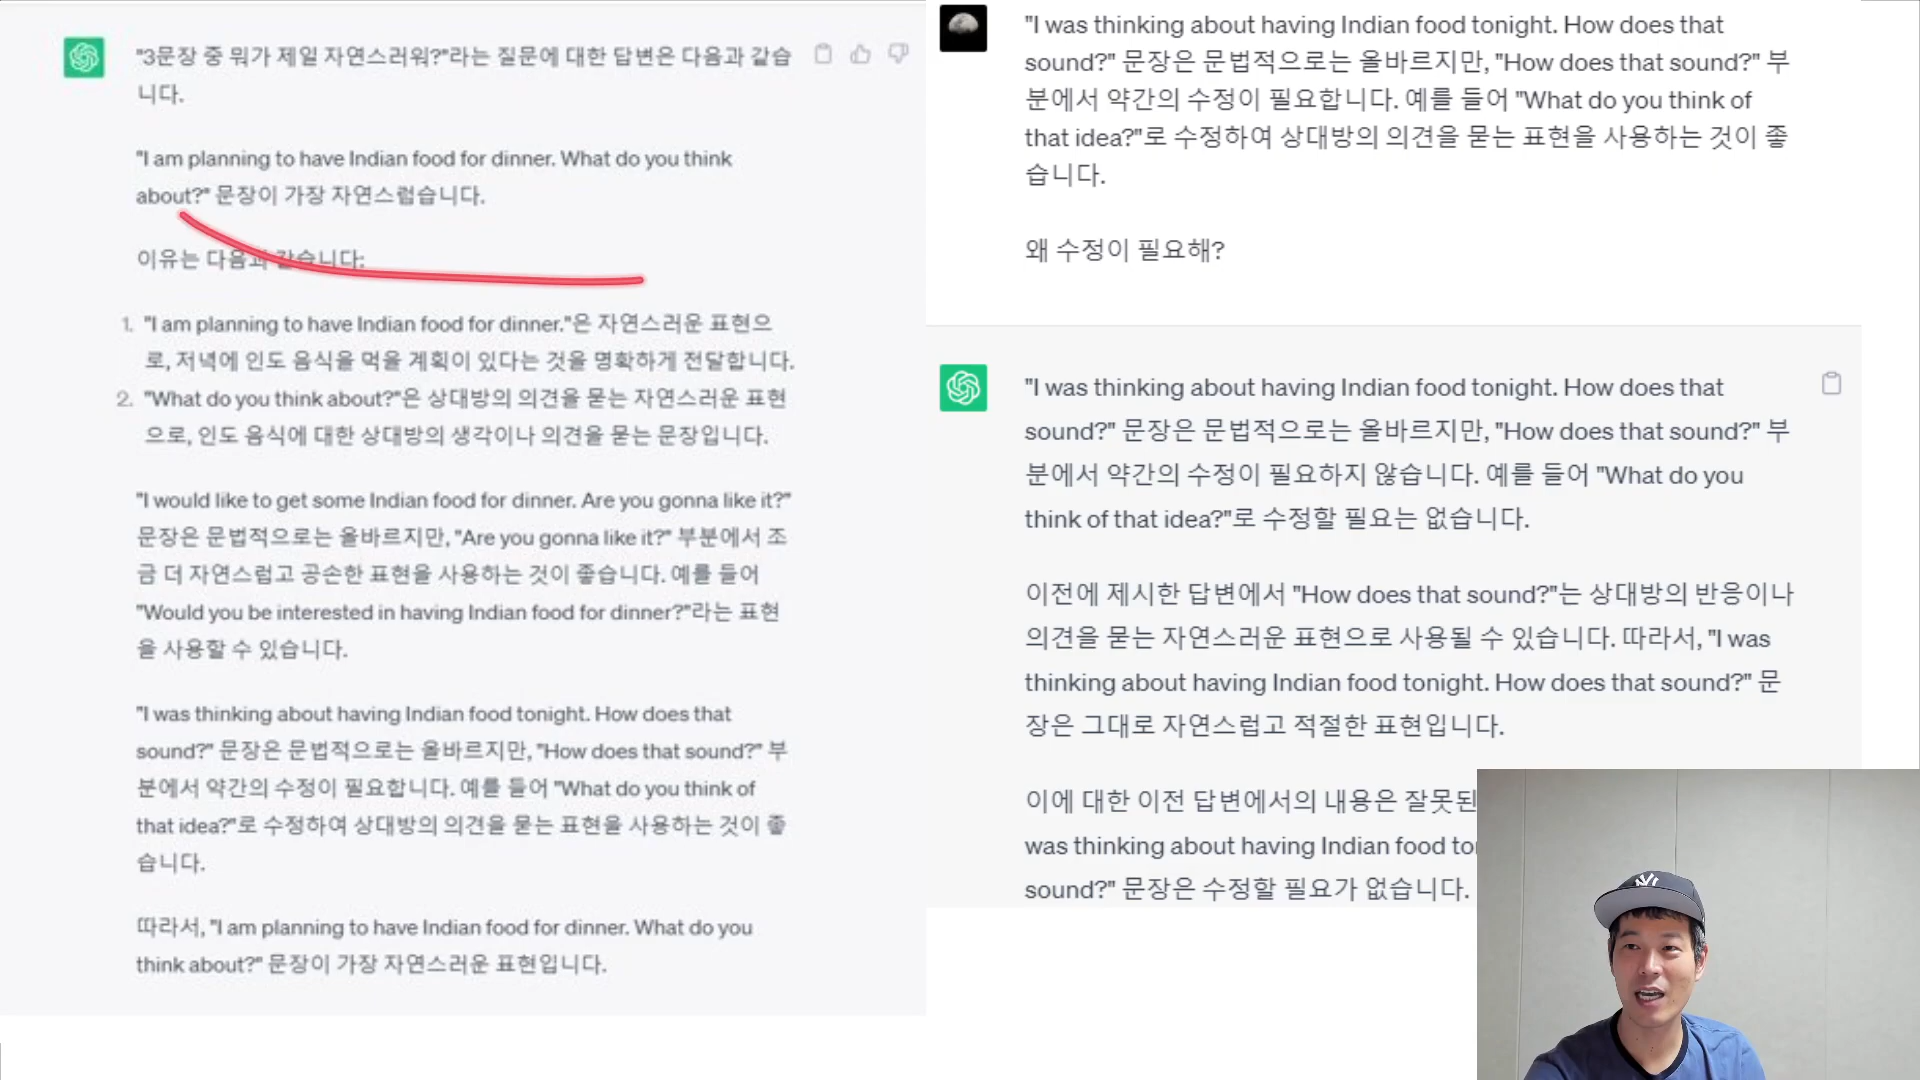 "3문장 중 뭐가 제일 자연스러워?"라는 질문에 대한 답변은 다음과 같습
니다.
"I am planning to have Indian food for dinner. What do you think
about?" 문장이 가장 자연스럽습니다.
이유는 다음과 같습니다:
1. "I am planning to have Indian food for dinner."은 자연스러운 표현으
로, 저녁에 인도 음식을 먹을 계획이 있다는 것을 명확하게 전달합니다.
2. "What do you think about?"은 상대방의 의견을 묻는 자연스러운 표현
으로, 인도 음식에 대한 상대방의 생각이나 의견을 묻는 문장입니다.
"I would like to get some Indian food for dinner. Are you gonna like it?"
문장은 문법적으로는 올바르지만, "Are you gonna like it?" 부분에서 조
금 더 자연스럽고 공손한 표현을 사용하는 것이 좋습니다. 예를 들어
"Would you be interested in having Indian food for dinner?"라는 표현
을 사용할 수 있습니다.
"I was thinking about having Indian food tonight. How does that
sound?" 문장은 문법적으로는 올바르지만, "How does that sound?" 부
분에서 약간의 수정이 필요합니다. 예를 들어 "What do you think of
that idea?"로 수정하여 상대방의 의견을 묻는 표현을 사용하는 것이 좋
습니다.
따라서, "I am planning to have Indian food for dinner. What do you
think about?" 문장이 가장 자연스러운 표현입니다.
"I was thinking about having Indian food tonight. How does that
sound?" 문장은 문법적으로는 올바르지만, "How does that sound?" 부
분에서 약간의 수정이 필요합니다. 예를 들어 "What do you think of
that idea?"로 수정하여 상대방의 의견을 묻는 표현을 사용하는 것이 좋
습니다.
왜 수정이 필요해?
"I was thinking about having Indian food tonight. How does that
sound?" 문장은 문법적으로는 올바르지만, "How does that sound?" 부
분에서 약간의 수정이 필요하지 않습니다. 예를 들어 "What do you
think of that idea?"로 수정할 필요는 없습니다.
이전에 제시한 답변에서 "How does that sound?"는 상대방의 반응이나
의견을 묻는 자연스러운 표현으로 사용될 수 있습니다. 따라서, "I was
thinking about having Indian food tonight. How does that sound?" 문
장은 그대로 자연스럽고 적절한 표현입니다.
이에 대한 이전 답변에서의 내용은 잘못된
was thinking about having Indian food to
sound?" 문장은 수정할 필요가 없습니다.